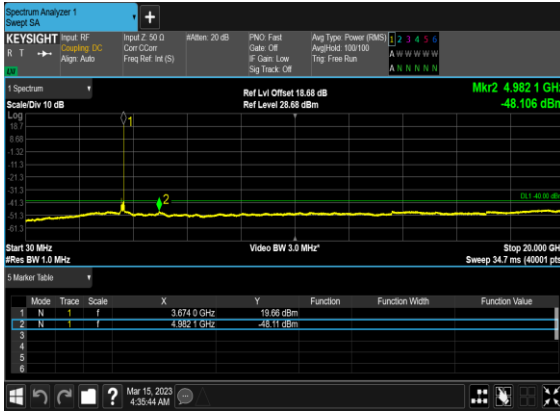 Spectrum Analyzer 1
Swept SA
+
KEYSIGHT Input: RF Input Z: 50 Ω #Atten: 20 dB PNO: Fast Avg Type: Power (RMS) 1 2 3 4 5 6
R T Coupling: DC Corr CCorr Gate: Off Avg|Hold: 100/100 A W W W W W
Align: Auto Freq Ref: Int (S) IF Gain: Low Trig: Free Run
Sig Track: Off A N N N N N
1 Spectrum Ref Lvl Offset 18.68 dB Mkr2 4.982 1 GHz
Scale/Div 10 dB Ref Level 28.68 dBm -48.106 dBm
Log
18.7
8.68
-1.32
-11.3
-21.3
-31.3
-41.3
-51.3
-61.3
1
2
DL1 -40.00 dBm
Start 30 MHz Video BW 3.0 MHz* Stop 20.000 GHz
#Res BW 1.0 MHz Sweep 34.7 ms (40001 pts)
5 Marker Table
Mode Trace Scale X Y Function Function Width Function Value
1 N 1 f 3.674 0 GHz 19.66 dBm
2 N 1 f 4.982 1 GHz -48.11 dBm
3
4
5
6
? Mar 15, 2023
4:35:44 AM